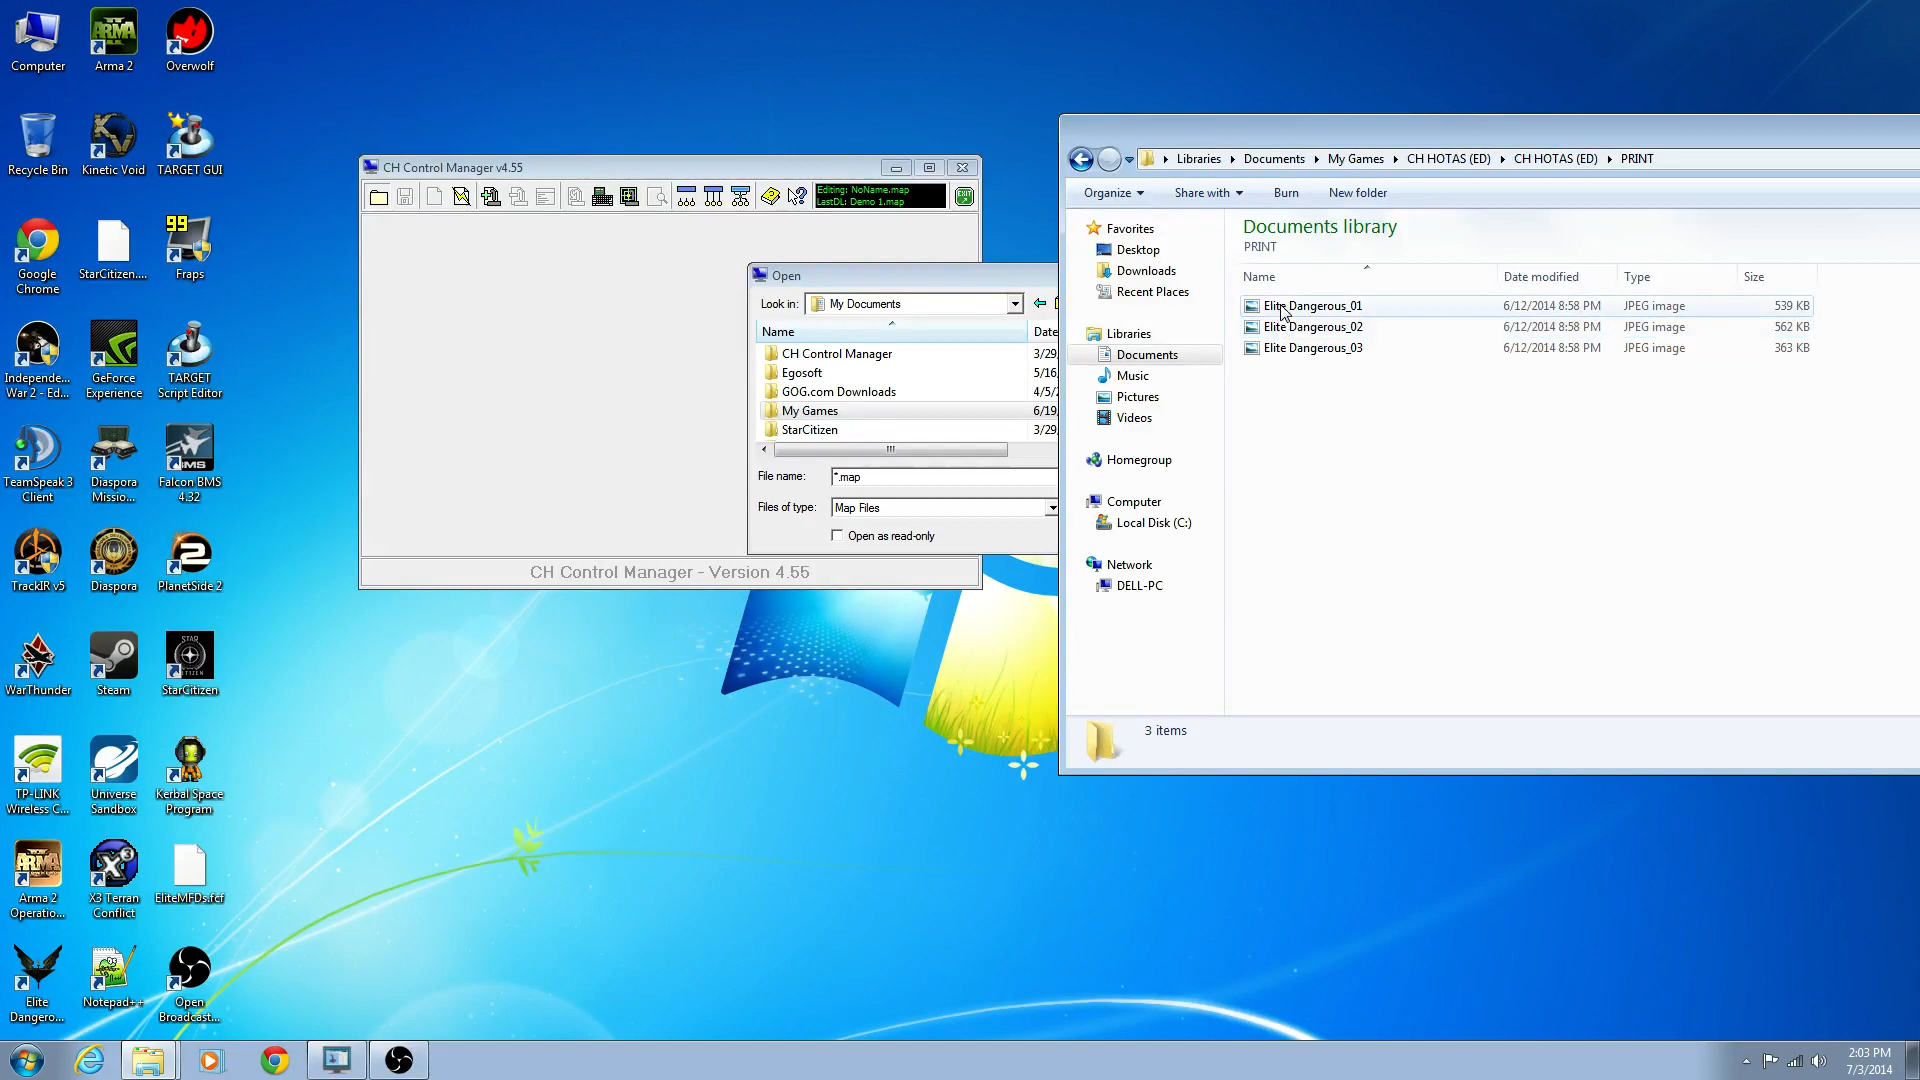 Computer
Arma 2
Overwolf
Recycle Bin
Kinetic Void
TARGET GUI
Google
Chrome
StarCitizen....
99
Fraps
Independe...
War 2 - Ed...
GeForce
Experience
TARGET
Script Editor
TeamSpeak 3
Client
Diaspora
Missio...
BMS
Falcon BMS
4.32
TrackIR v5
Diaspora
PlanetSide 2
WarThunder
Steam
STAR
CITIZEN
StarCitizen
TP-LINK
Wireless C...
Universe
Sandbox
Kerbal Space
Program
Arma 2
Operatio...
X3 Terran
Conflict
EliteMFDs.fcf
Elite
Dangero...
Notepad++
Open
Broadcast...
CH Control Manager v4.55
Editing: NoName.map
LastDL: Demo 1.map
EXIT
CH Control Manager - Version 4.55
Open
Look in:
My Documents
Name
Date
CH Control Manager
3/29,
Egosoft
5/16,
GOG.com Downloads
4/5/2
My Games
6/19,
StarCitizen
3/29,
File name:
*.map
Files of type:
Map Files
Open as read-only
Libraries
Documents
My Games
CH HOTAS (ED)
CH HOTAS (ED)
PRINT
Organize
Share with
Burn
New folder
Favorites
Desktop
Downloads
Recent Places
Libraries
Documents
Music
Pictures
Videos
Homegroup
Computer
Local Disk (C:)
Network
DELL-PC
Documents library
PRINT
Name
Date modified
Type
Size
Elite Dangerous_01
6/12/2014 8:58 PM
JPEG image
539 KB
Elite Dangerous_02
6/12/2014 8:58 PM
JPEG image
562 KB
Elite Dangerous_03
6/12/2014 8:58 PM
JPEG image
363 KB
3 items
2:03 PM
7/3/2014